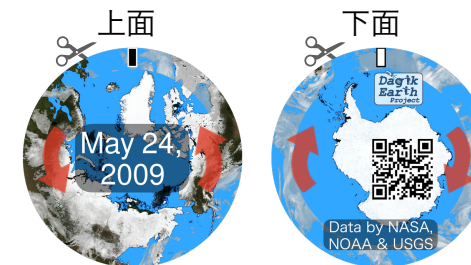 上面
下面
May 24,
2009
Dagik
Earth
Project
Data by NASA,
NOAA & USGS